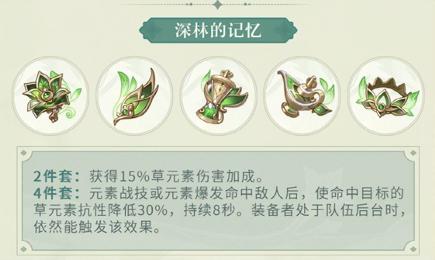 深林的记忆
2件套：获得15%草元素伤害加成。
4件套：元素战技或元素爆发命中敌人后，使命中目标的
草元素抗性降低30%，持续8秒。装备者处于队伍后台时，
依然能触发该效果。